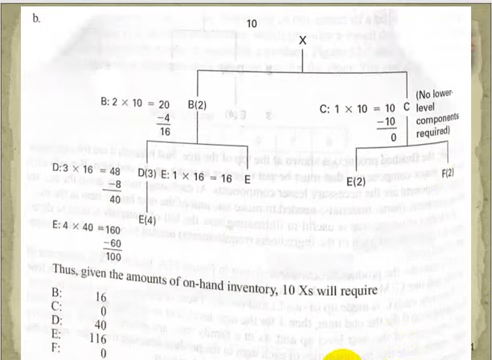 b.
10
X
B: 2 × 10 = 20 B(2)
−4
16
C: 1 × 10 = 10 C
−10
0
(No lower-
level
components
required)
D: 3 × 16 = 48 D(3) E: 1 × 16 = 16 E
−8
40
E(2)
F(2)
E(4)
E: 4 × 40 = 160
−60
100
Thus, given the amounts of on-hand inventory, 10 Xs will require
B: 16
C: 0
D: 40
E: 116
F: 0